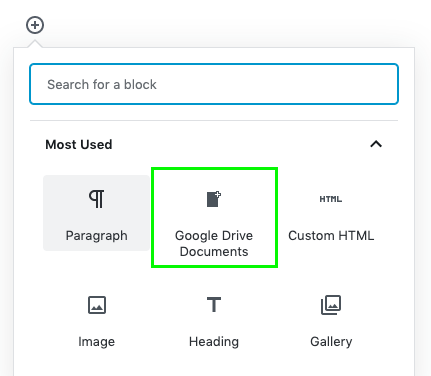 Search for a block
Most Used
HTML
Paragraph
Google Drive
Documents
Custom HTML
Image
Heading
Gallery